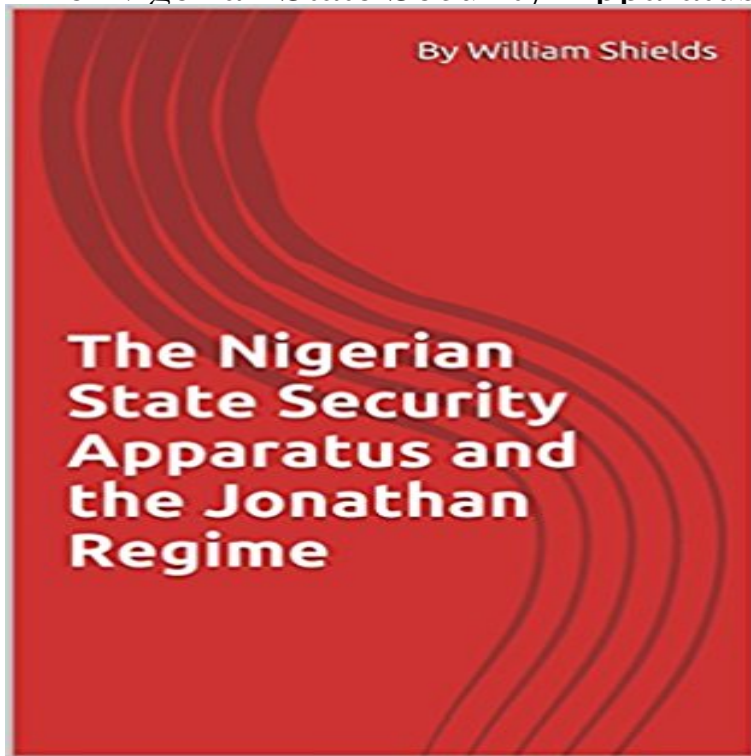 By William Shields
The Nigerian
State Security
Apparatus and
the Jonathan
Regime